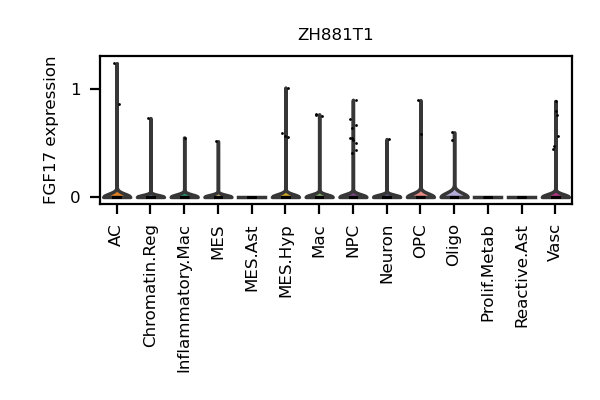 ZH881T1
FGF17 expression
1
0
AC
Chromatin.Reg
Inflammatory.Mac
MES
MES.Ast
MES.Hyp
Mac
NPC
Neuron
OPC
Oligo
Prolif.Metab
Reactive.Ast
Vasc